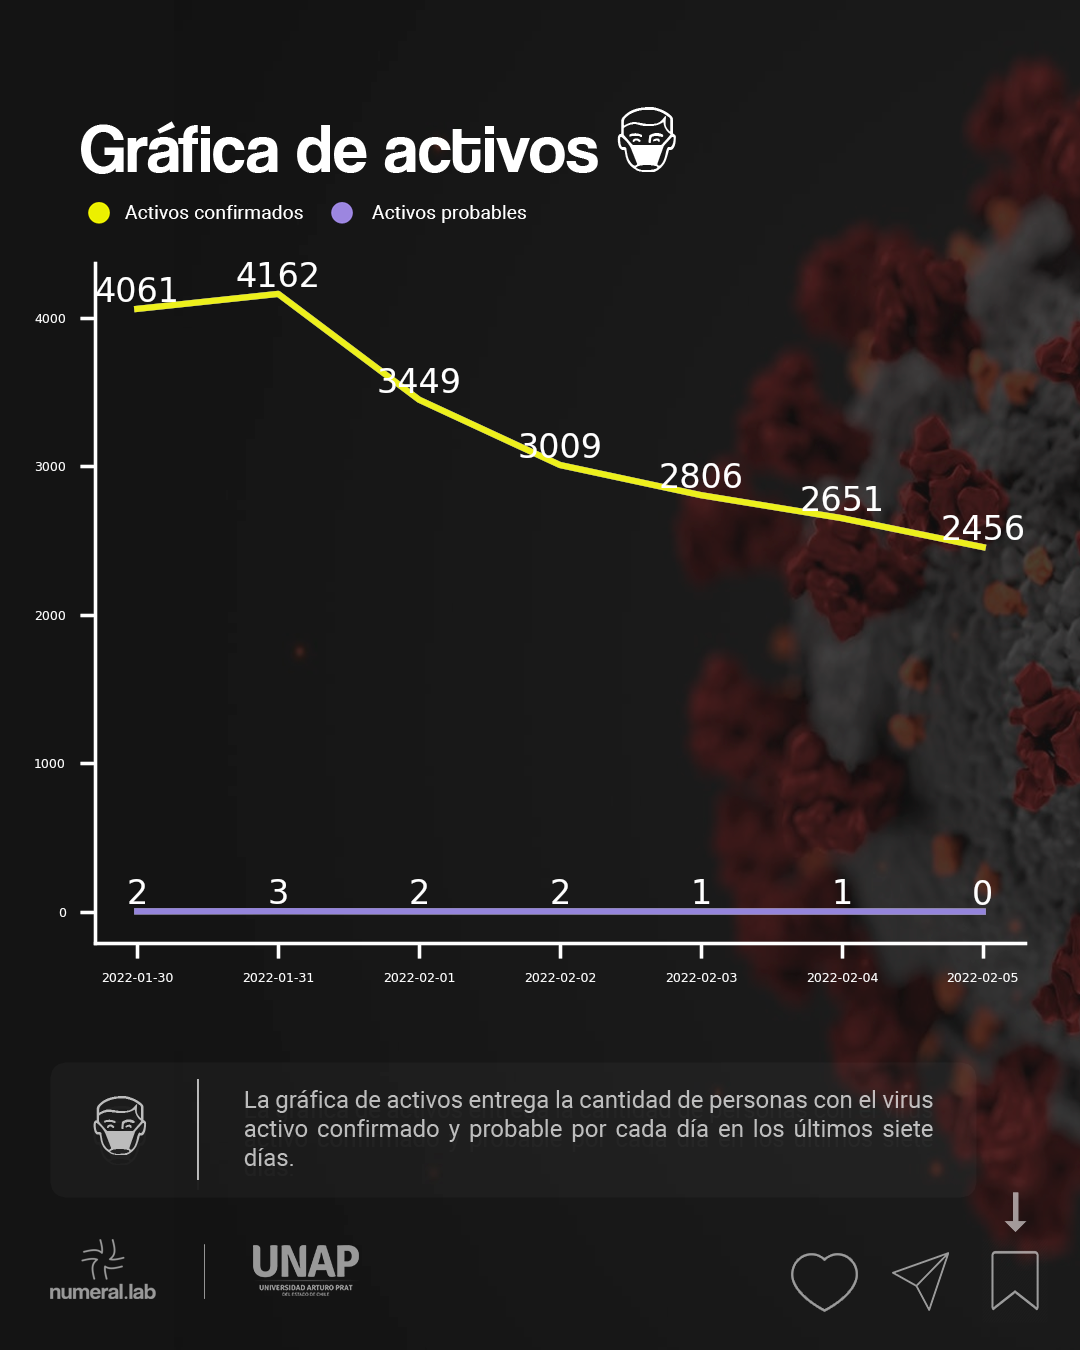 Gráfica de activos
Activos confirmados Activos probables
4061 4162 3449 3009 2806 2651 2456
4000
3000
2000
1000
0
2 3 2 2 1 1 0
2022-01-30 2022-01-31 2022-02-01 2022-02-02 2022-02-03 2022-02-04 2022-02-05
La gráfica de activos entrega la cantidad de personas con el virus
activo confirmado y probable por cada día en los últimos siete
días.
numeral.lab
UNAP
UNIVERSIDAD ARTURO PRAT
DEL ESTADO DE CHILE